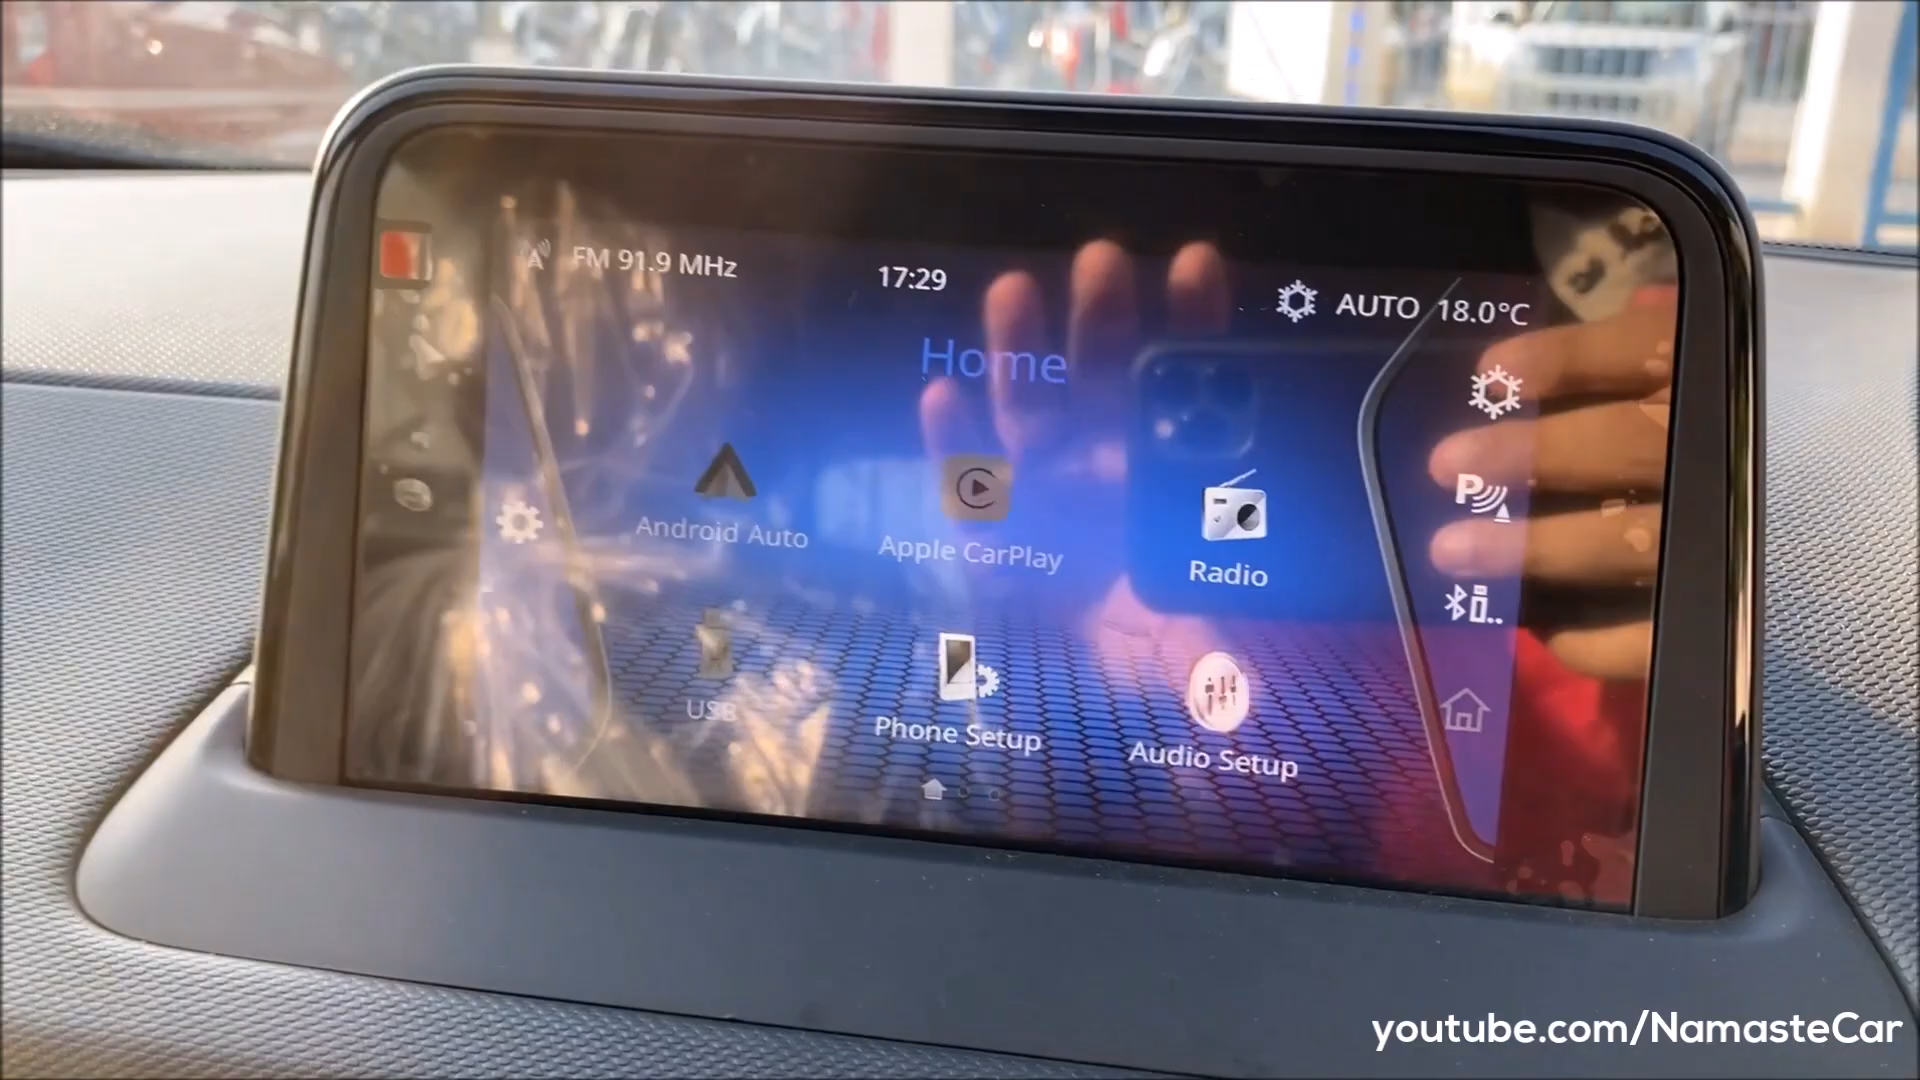 FM 91.9 MHz
17:29
AUTO 18.0°C
Home
Android Auto
Apple CarPlay
Radio
USB
Phone Setup
Audio Setup
youtube.com/NamasteCar